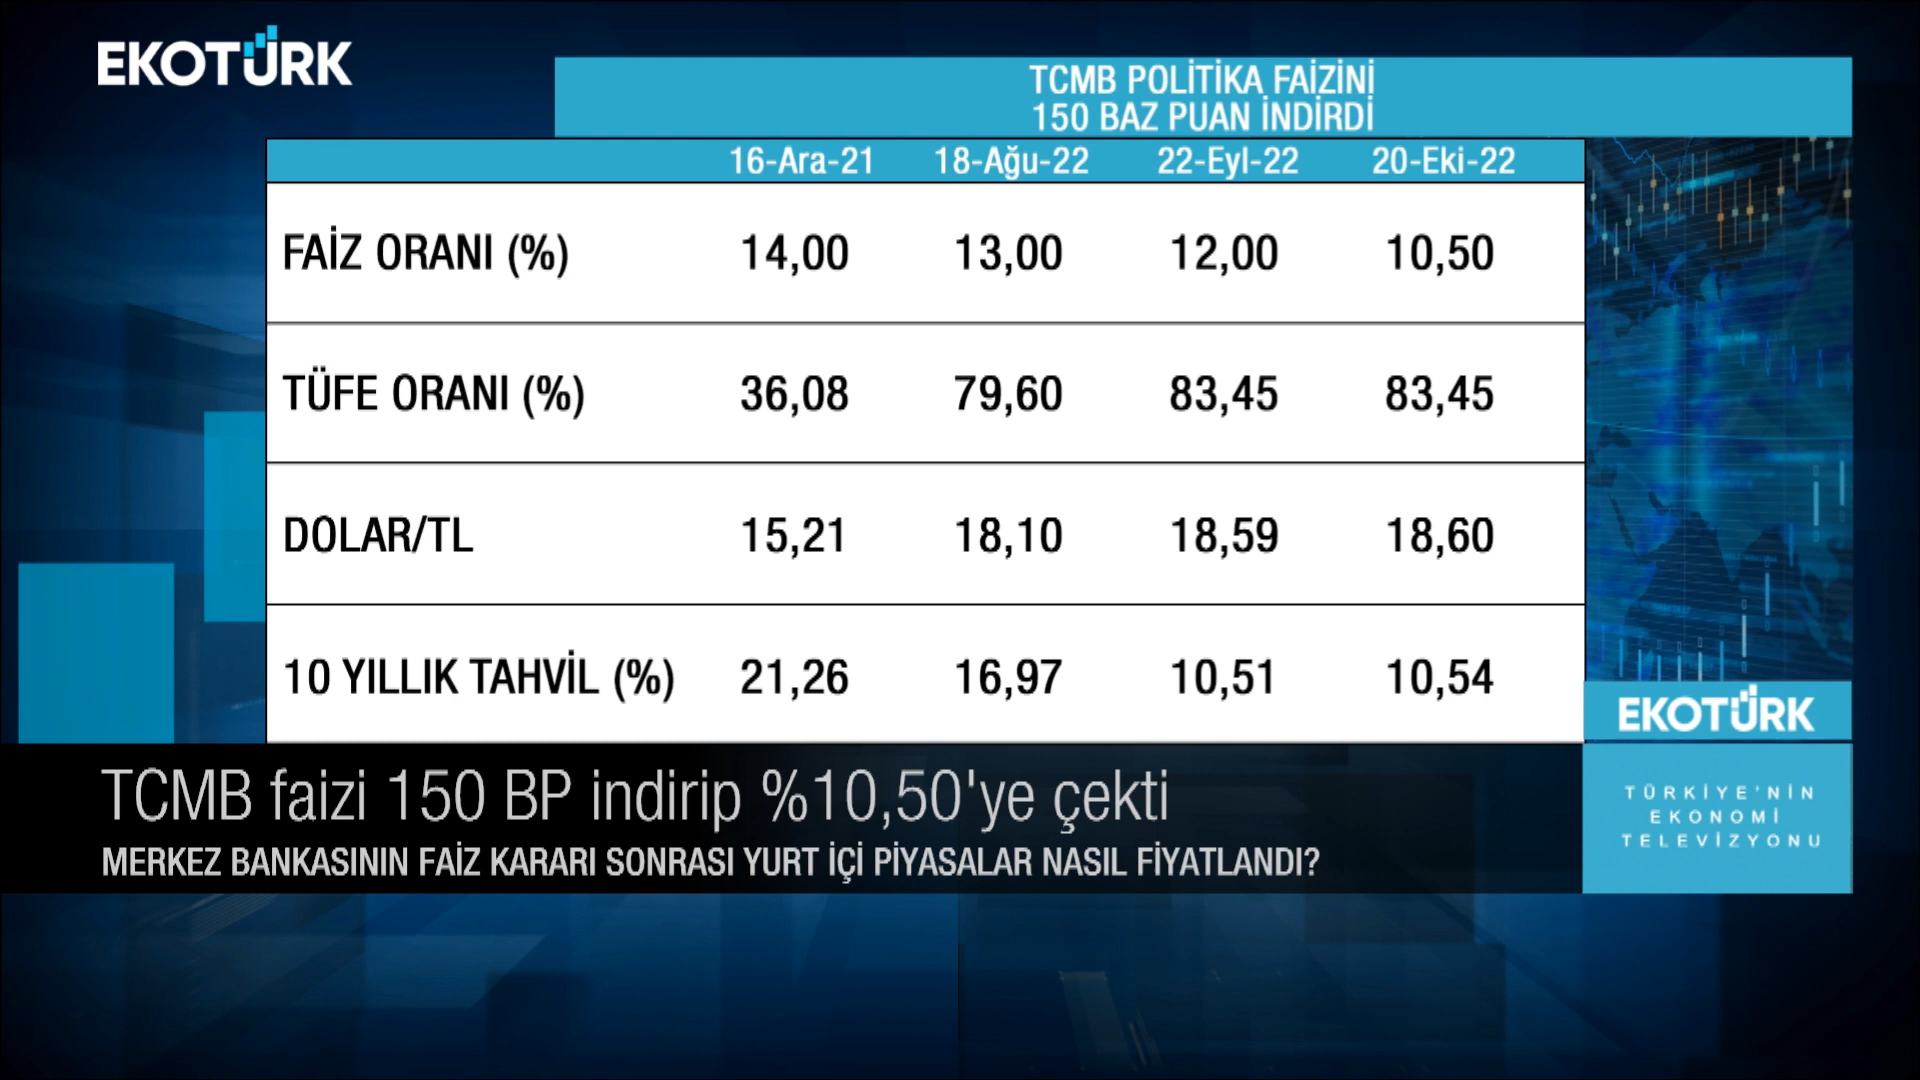 EKOTÜRK
TCMB POLİTİKA FAİZİNİ
150 BAZ PUAN İNDİRDİ
16-Ara-21 18-Ağu-22 22-Eyl-22 20-Eki-22
FAİZ ORANI (%) 14,00 13,00 12,00 10,50
TÜFE ORANI (%) 36,08 79,60 83,45 83,45
DOLAR/TL 15,21 18,10 18,59 18,60
10 YILLIK TAHVİL (%) 21,26 16,97 10,51 10,54
EKOTÜRK
TCMB faizi 150 BP indirip %10,50'ye çekti
MERKEZ BANKASININ FAİZ KARARI SONRASI YURT İÇİ PİYASALAR NASIL FİYATLANDI?
TÜRKİYE'NİN
EKONOMİ
TELEVİZYONU